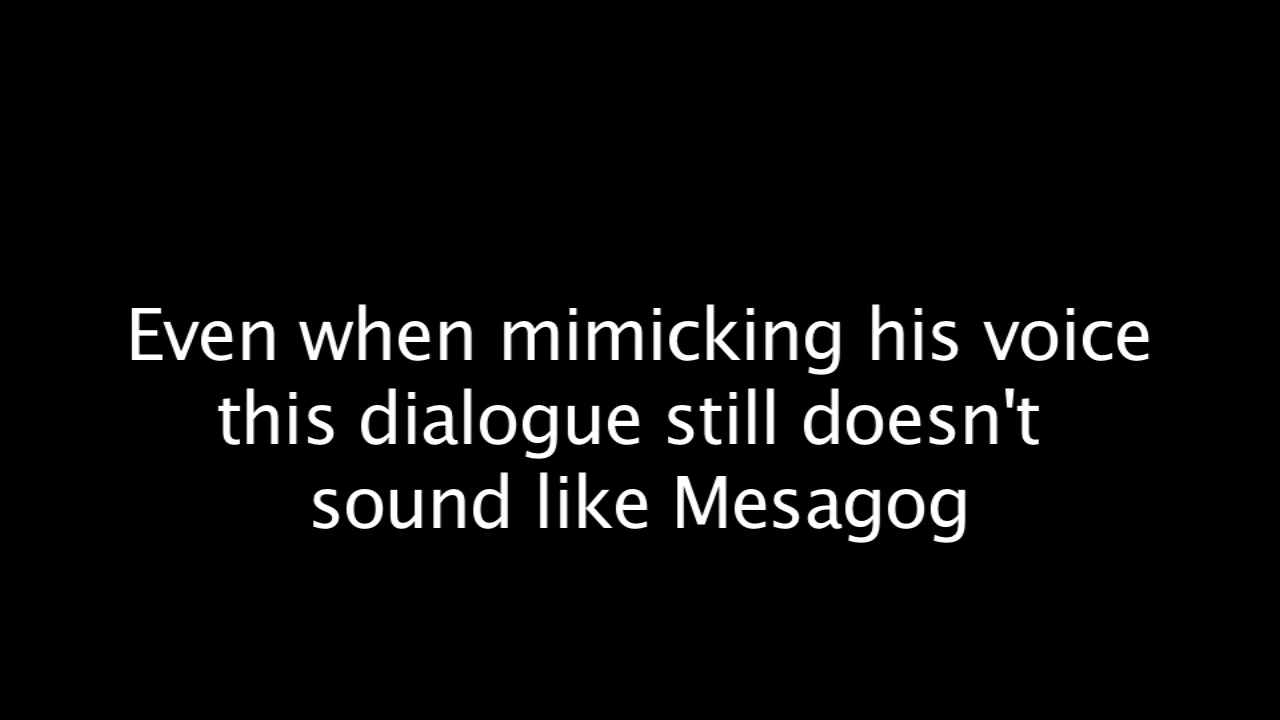 Even when mimicking his voice
this dialogue still doesn't
sound like Mesagog